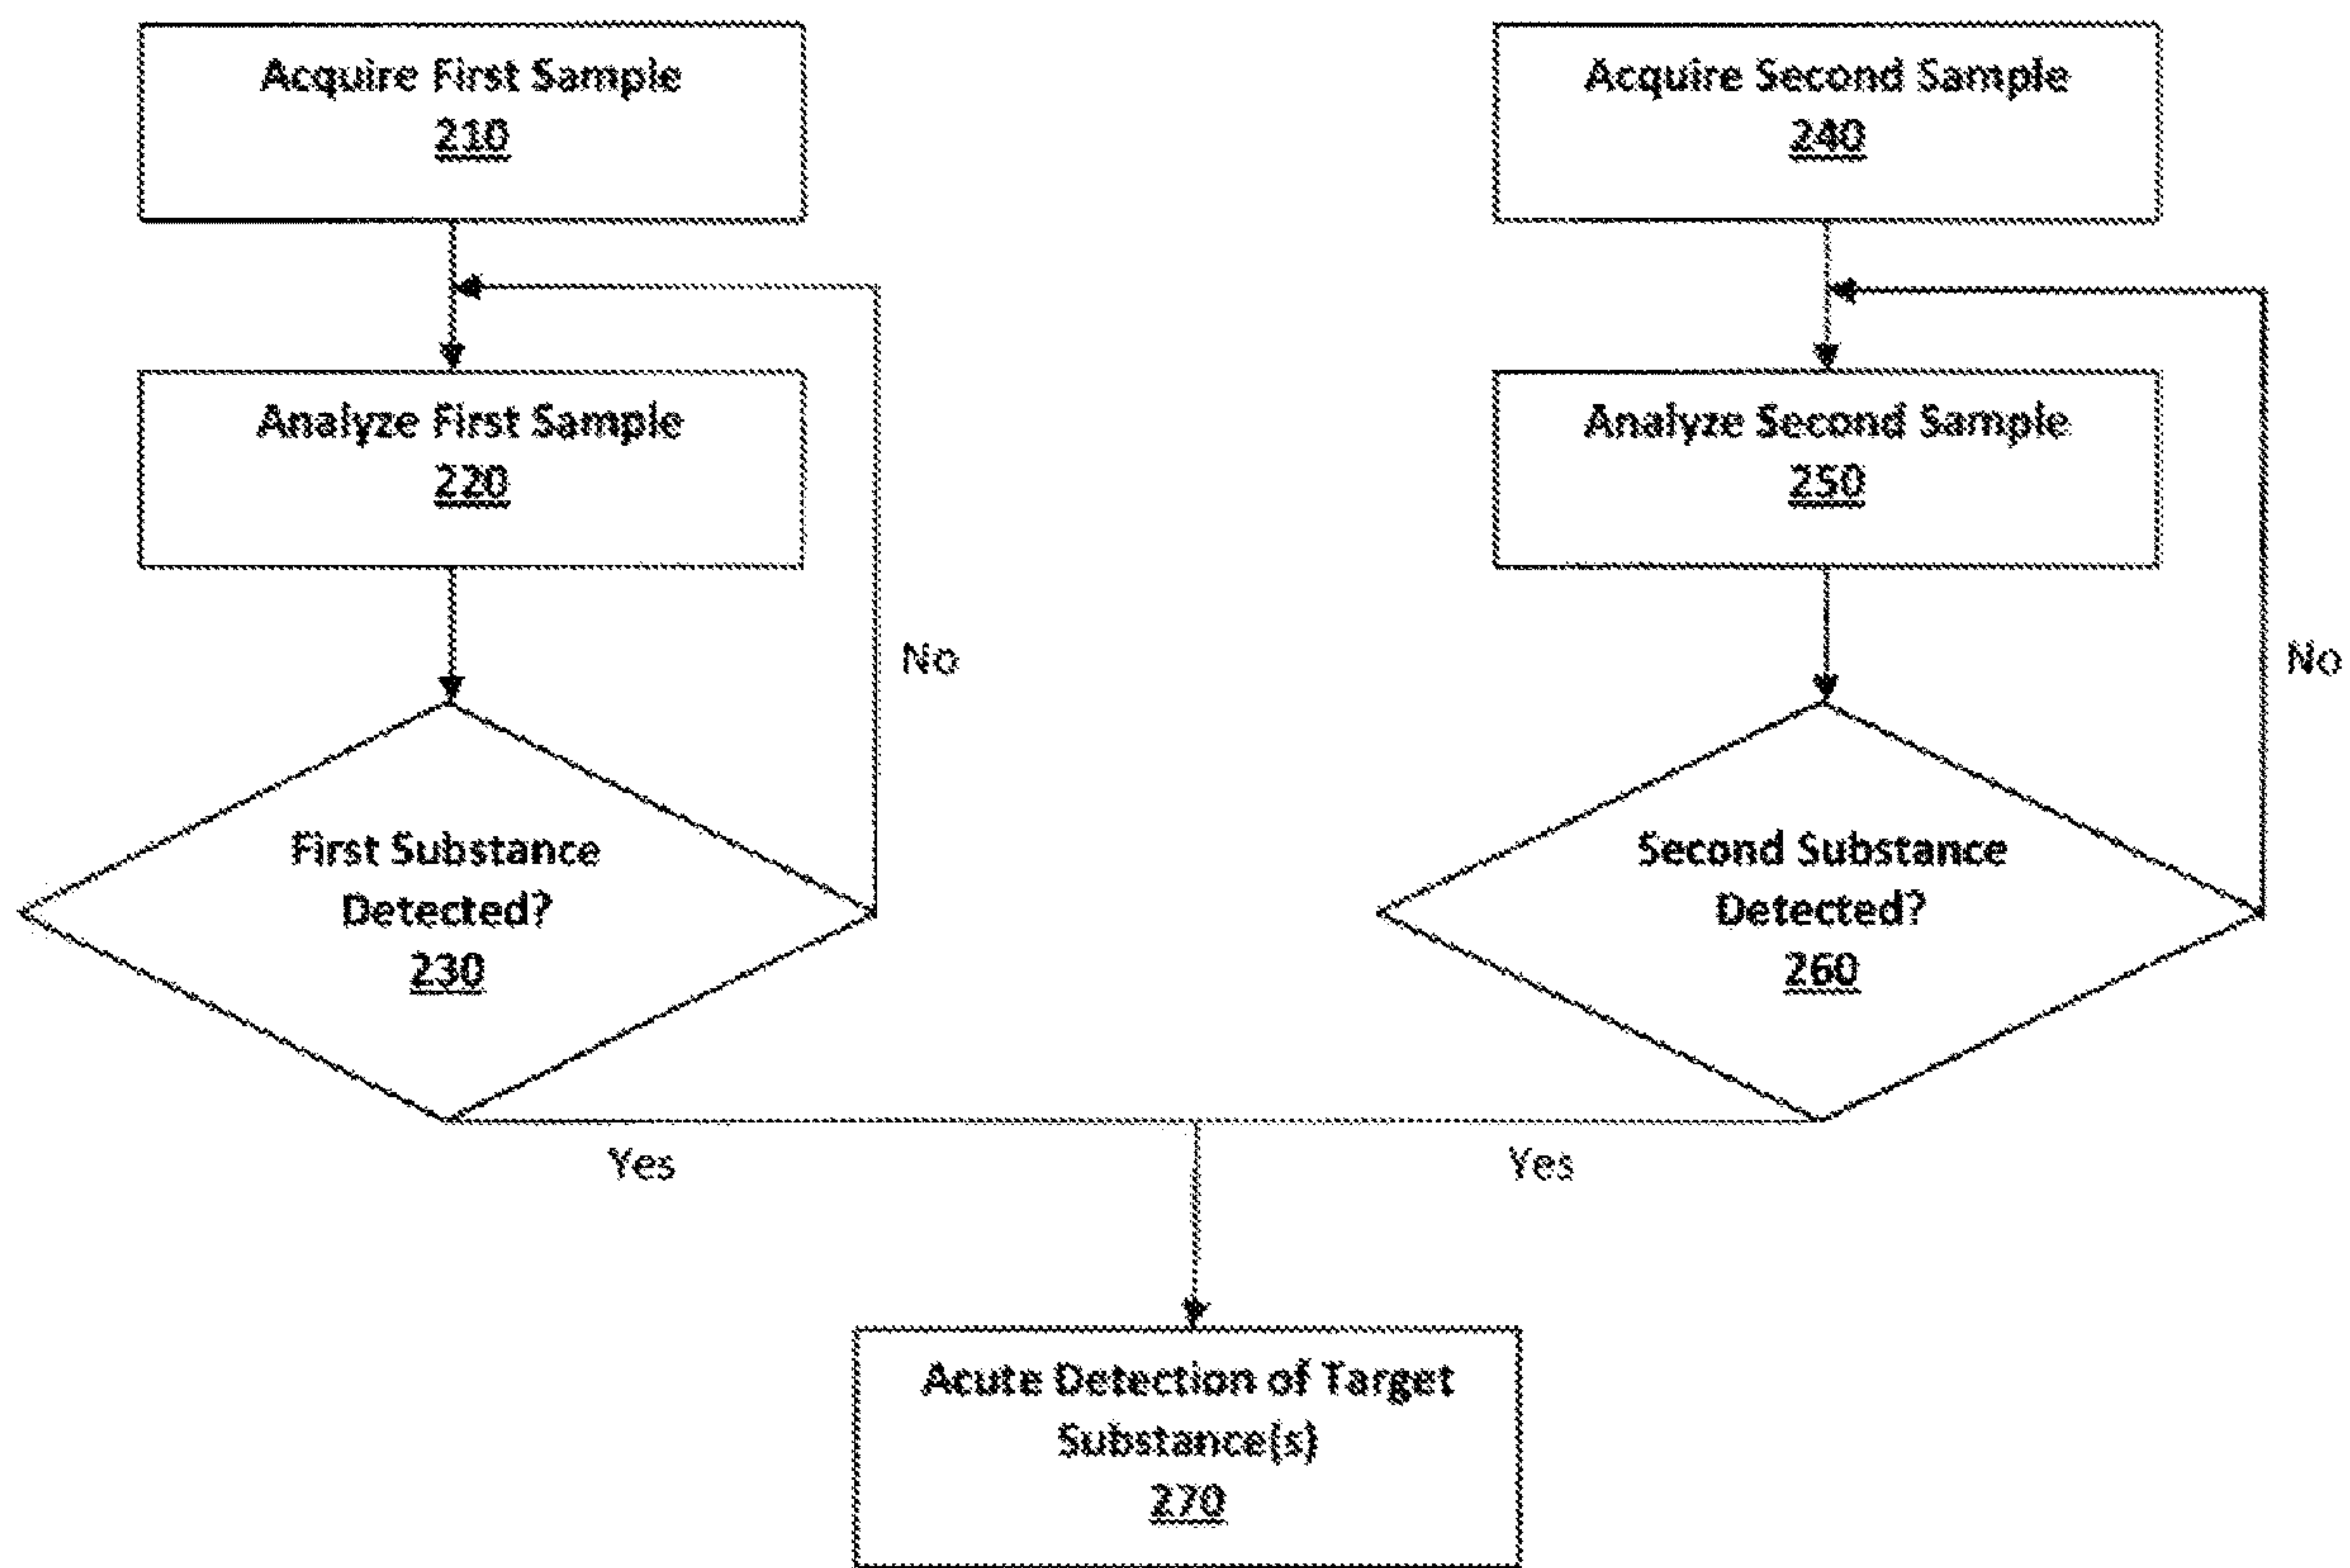 Acquire First Sample
210
Acquire Second Sample
240
Analyze First Sample
220
Analyze Second Sample
250
No
No
First Substance
Detected?
230
Second Substance
Detected?
260
Yes
Yes
Acute Detection of Target
Substance(s)
270